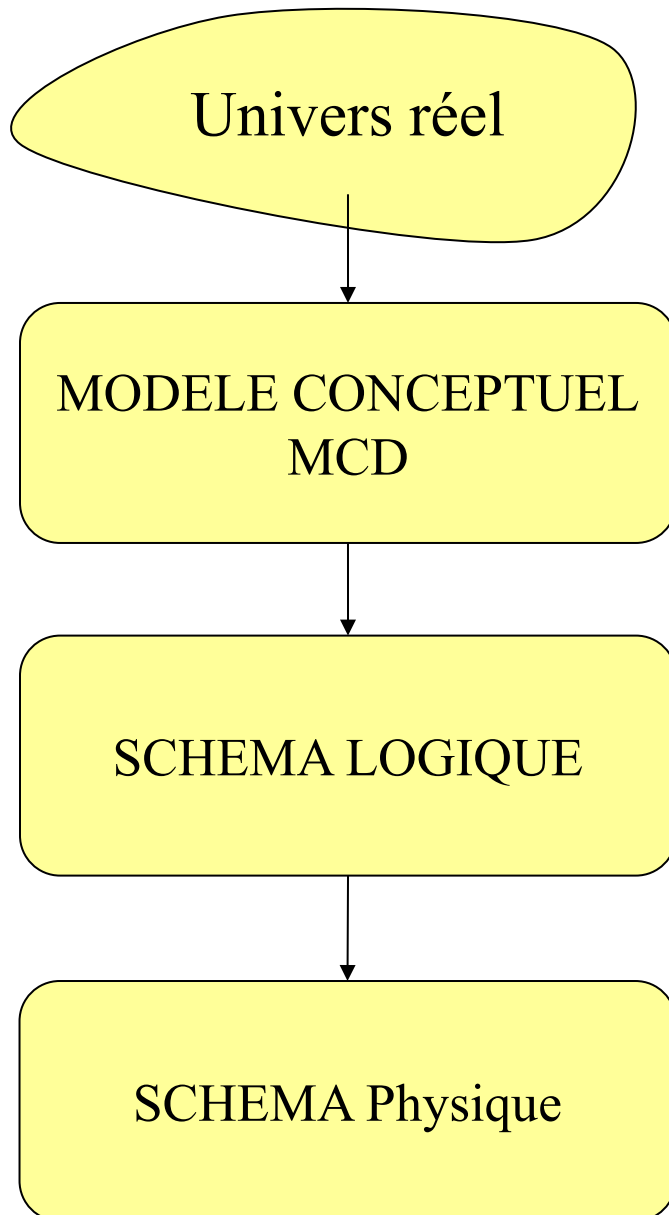 Univers réel
MODELE CONCEPTUEL
MCD
SCHEMA LOGIQUE
SCHEMA Physique